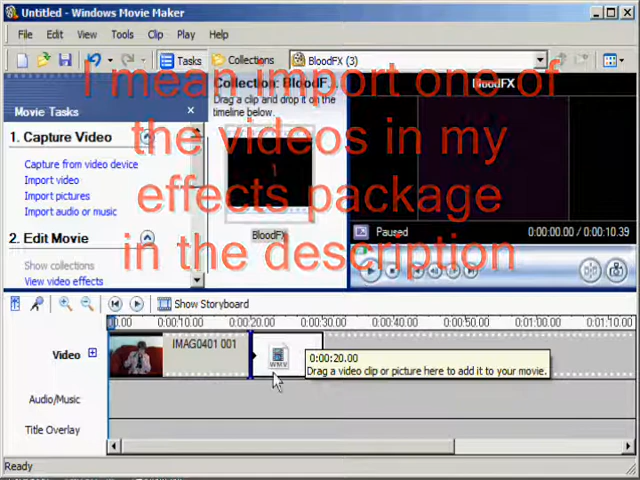 Untitled - Windows Movie Maker
File Edit View Tools Clip Play Help
Tasks Collections BloodFX (3)
I mean import one of
the videos in my
effects package
in the description
Movie Tasks
1. Capture Video
Capture from video device
Import video
Import pictures
Import audio or music
2. Edit Movie
Show collections
View video effects
Collection: BloodF...
Drag a clip and drop it on the
timeline below.
BloodFX
BloodFX
Paused 0:00:00.00 / 0:00:10.39
Show Storyboard
0.00 0:00:10.00 0:00:20.00 0:00:30.00 0:00:40.00 0:00:50.00 0:01:00.00 0:01:10.00
Video
IMAG0401 001
WMV
0:00:20.00
Drag a video clip or picture here to add it to your movie.
Audio/Music
Title Overlay
Ready